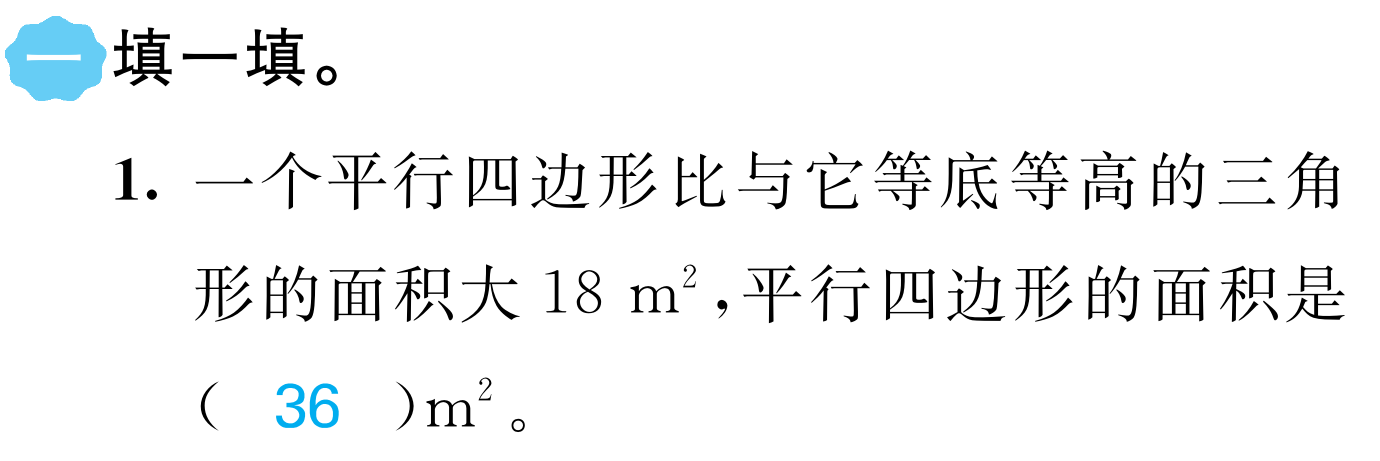 一 填一填。
1. 一个平行四边形比与它等底等高的三角
形的面积大 18 m²,平行四边形的面积是
( 36 )m²。